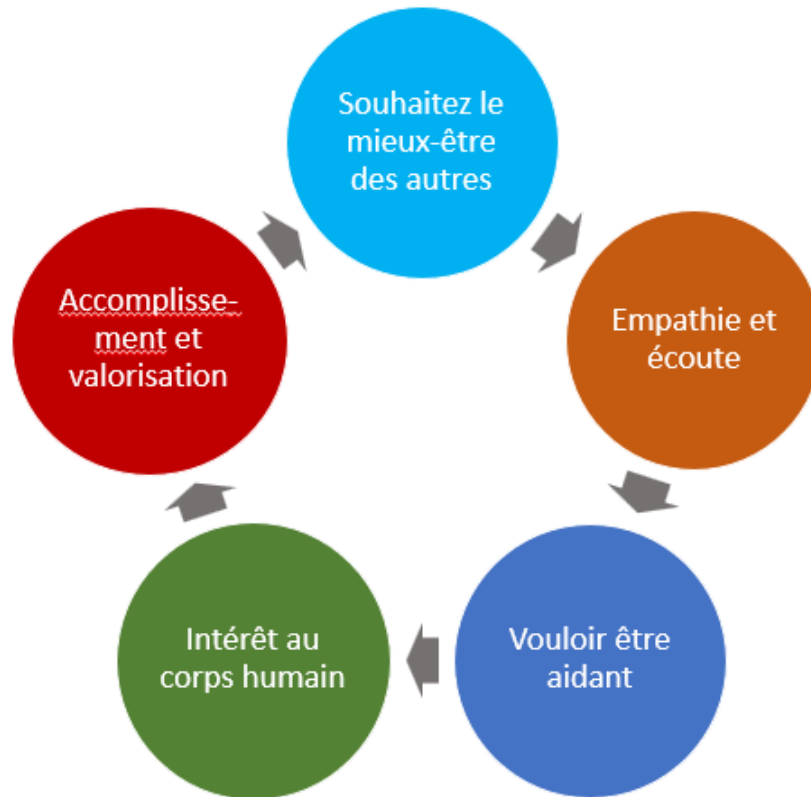 Souhaitez le
mieux-être
des autres
Empathie et
écoute
Vouloir être
aidant
Intérêt au
corps humain
Accomplisse-
ment et
valorisation